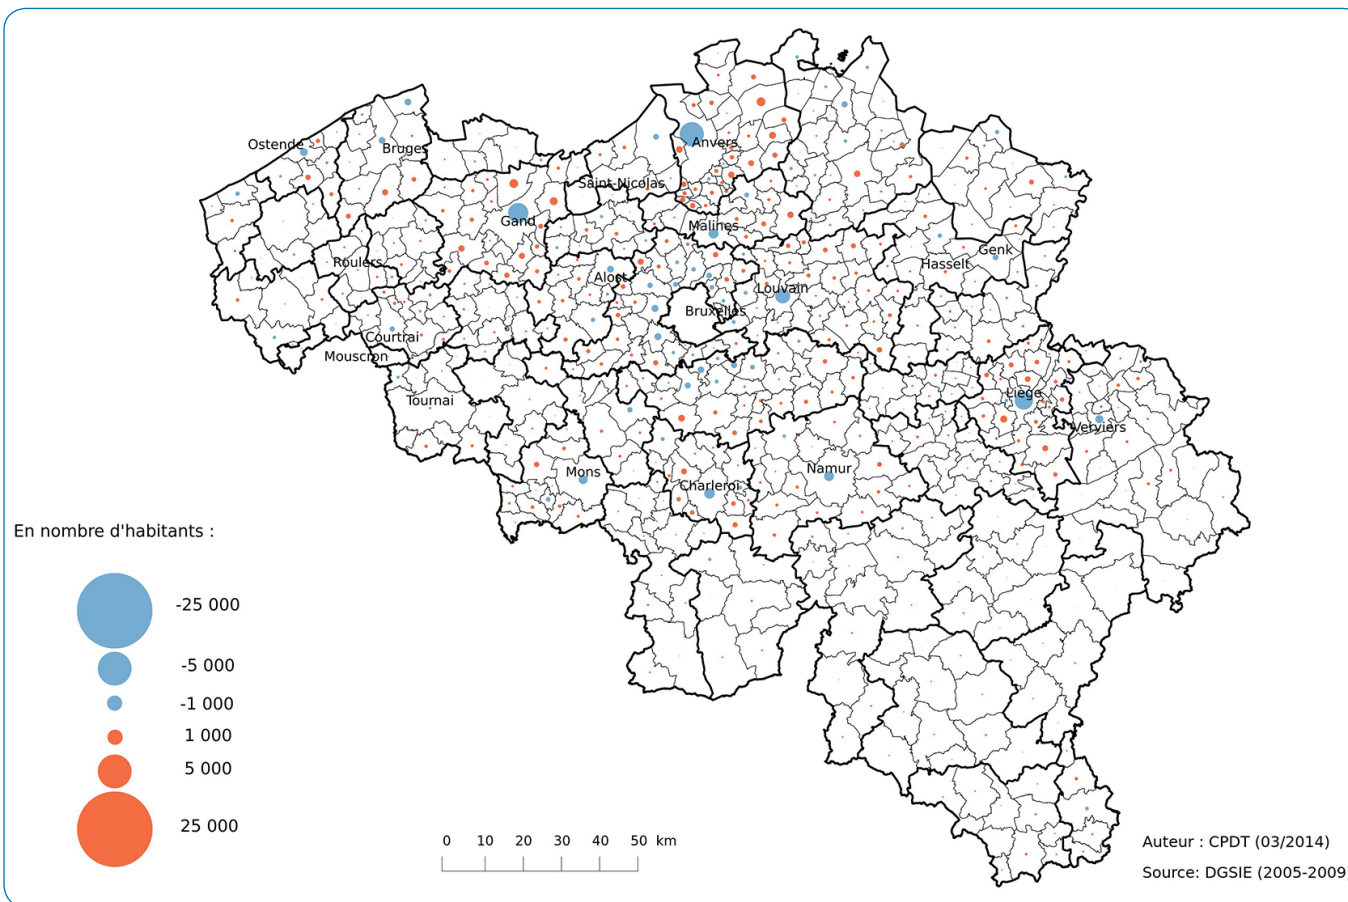 Ostende
Bruges
Anvers
Saint-Nicolas
Gand
Malines
Roulers
Alost
Hasselt
Genk
Louvain
Bruxelles
Courtrai
Mouscron
Tournai
Liège
Verviers
Mons
Charleroi
Namur
En nombre d'habitants :
-25 000
-5 000
-1 000
1 000
5 000
25 000
0 10 20 30 40 50 km
Auteur : CPDT (03/2014)
Source: DGSIE (2005-2009